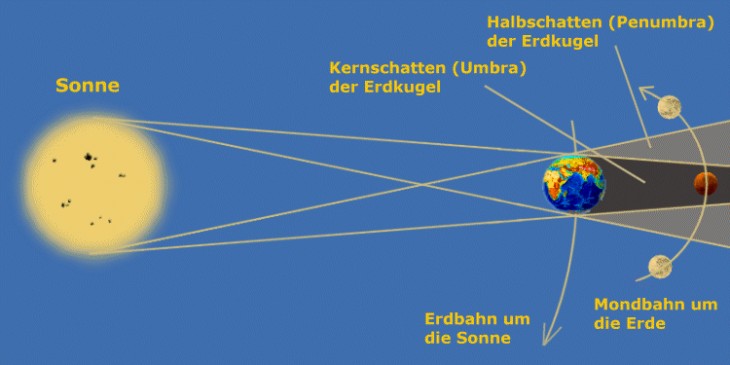 Halbschatten (Penumbra)
der Erdkugel
Kernschatten (Umbra)
der Erdkugel
Sonne
Erdbahn um
die Sonne
Mondbahn um
die Erde